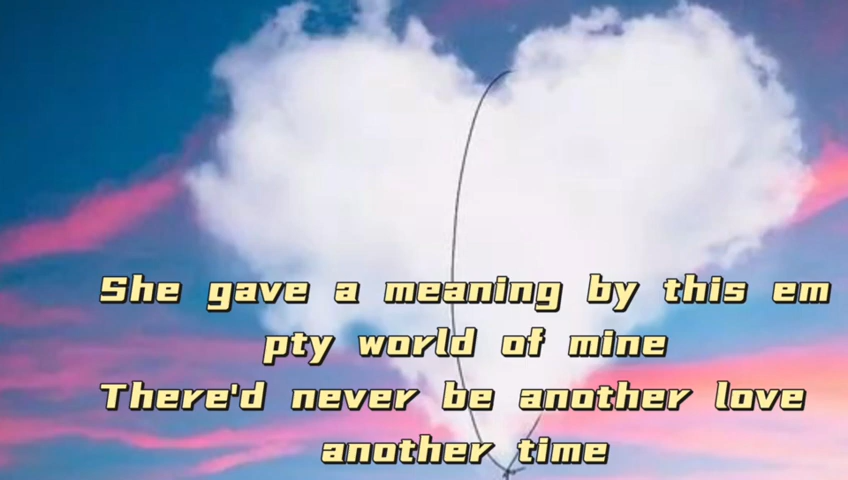 She gave a meaning by this em
pty world of mine
There'd never be another love
another time